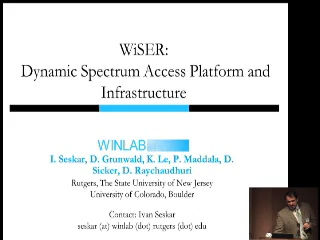 WiSER:
Dynamic Spectrum Access Platform and
Infrastructure
WINLAB
I. Seskar, D. Grunwald, K. Le, P. Maddala, D.
Sicker, D. Raychaudhuri
Rutgers, The State University of New Jersey
University of Colorado, Boulder
Contact: Ivan Seskar
seskar (at) winlab (dot) rutgers (dot) edu